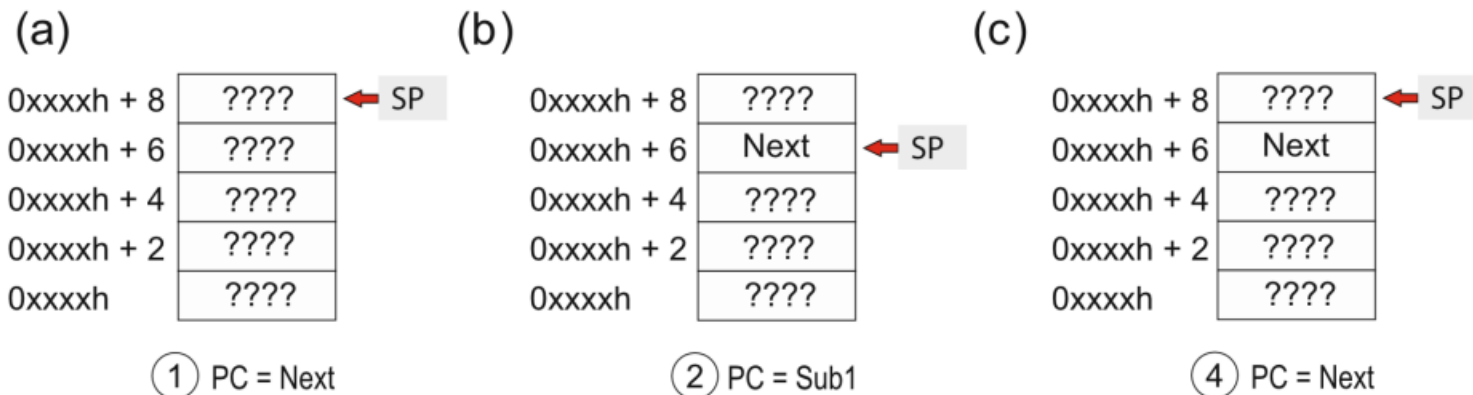 (a)
0xxxxh + 8 ???? SP
0xxxxh + 6 ????
0xxxxh + 4 ????
0xxxxh + 2 ????
0xxxxh ????
1 PC = Next
(b)
0xxxxh + 8 ????
0xxxxh + 6 Next SP
0xxxxh + 4 ????
0xxxxh + 2 ????
0xxxxh ????
2 PC = Sub1
(c)
0xxxxh + 8 ???? SP
0xxxxh + 6 Next
0xxxxh + 4 ????
0xxxxh + 2 ????
0xxxxh ????
4 PC = Next